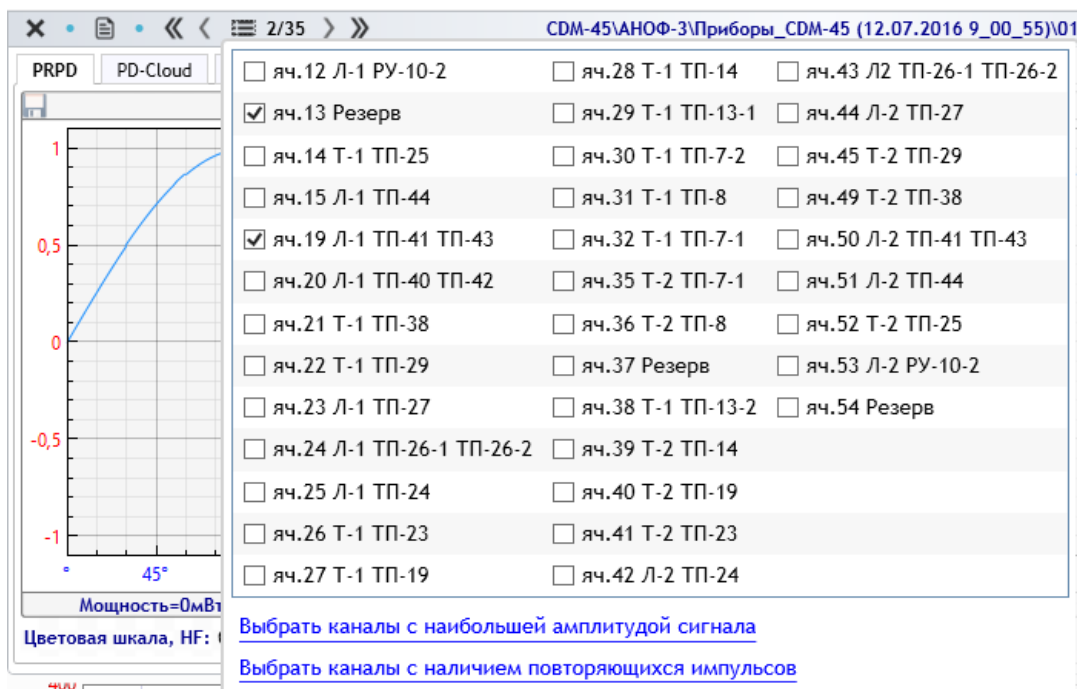 2/35 CDM-45\АНОФ-3\Приборы_CDM-45 (12.07.2016 9_00_55)\01
PRPD PD-Cloud
1
0,5
0
-0,5
-1
° 45°
Мощность=0мВт
Цветовая шкала, HF:
400
яч.12 Л-1 РУ-10-2
яч.13 Резерв
яч.14 Т-1 ТП-25
яч.15 Л-1 ТП-44
яч.19 Л-1 ТП-41 ТП-43
яч.20 Л-1 ТП-40 ТП-42
яч.21 Т-1 ТП-38
яч.22 Т-1 ТП-29
яч.23 Л-1 ТП-27
яч.24 Л-1 ТП-26-1 ТП-26-2
яч.25 Л-1 ТП-24
яч.26 Т-1 ТП-23
яч.27 Т-1 ТП-19
яч.28 Т-1 ТП-14
яч.29 Т-1 ТП-13-1
яч.30 Т-1 ТП-7-2
яч.31 Т-1 ТП-8
яч.32 Т-1 ТП-7-1
яч.35 Т-2 ТП-7-1
яч.36 Т-2 ТП-8
яч.37 Резерв
яч.38 Т-1 ТП-13-2
яч.39 Т-2 ТП-14
яч.40 Т-2 ТП-19
яч.41 Т-2 ТП-23
яч.42 Л-2 ТП-24
яч.43 Л2 ТП-26-1 ТП-26-2
яч.44 Л-2 ТП-27
яч.45 Т-2 ТП-29
яч.49 Т-2 ТП-38
яч.50 Л-2 ТП-41 ТП-43
яч.51 Л-2 ТП-44
яч.52 Т-2 ТП-25
яч.53 Л-2 РУ-10-2
яч.54 Резерв
Выбрать каналы с наибольшей амплитудой сигнала
Выбрать каналы с наличием повторяющихся импульсов